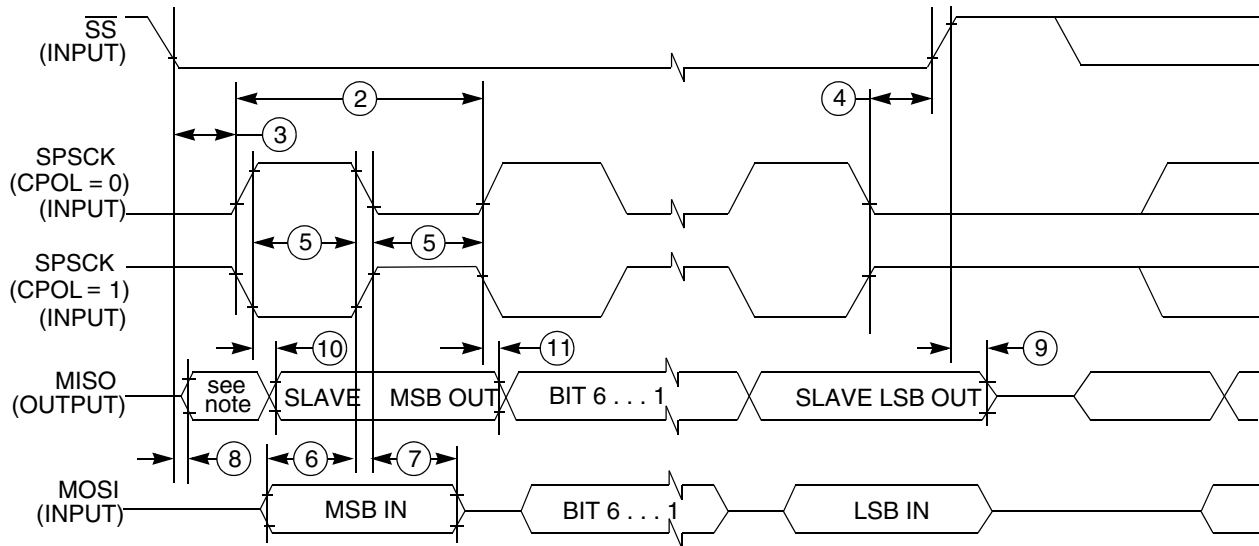 SS
(INPUT)
2
4
3
SPSCK
(CPOL = 0)
(INPUT)
5
5
SPSCK
(CPOL = 1)
(INPUT)
10
11
9
MISO
(OUTPUT)
see
note
SLAVE
MSB OUT
BIT 6 . . . 1
SLAVE LSB OUT
8
6
7
MOSI
(INPUT)
MSB IN
BIT 6 . . . 1
LSB IN